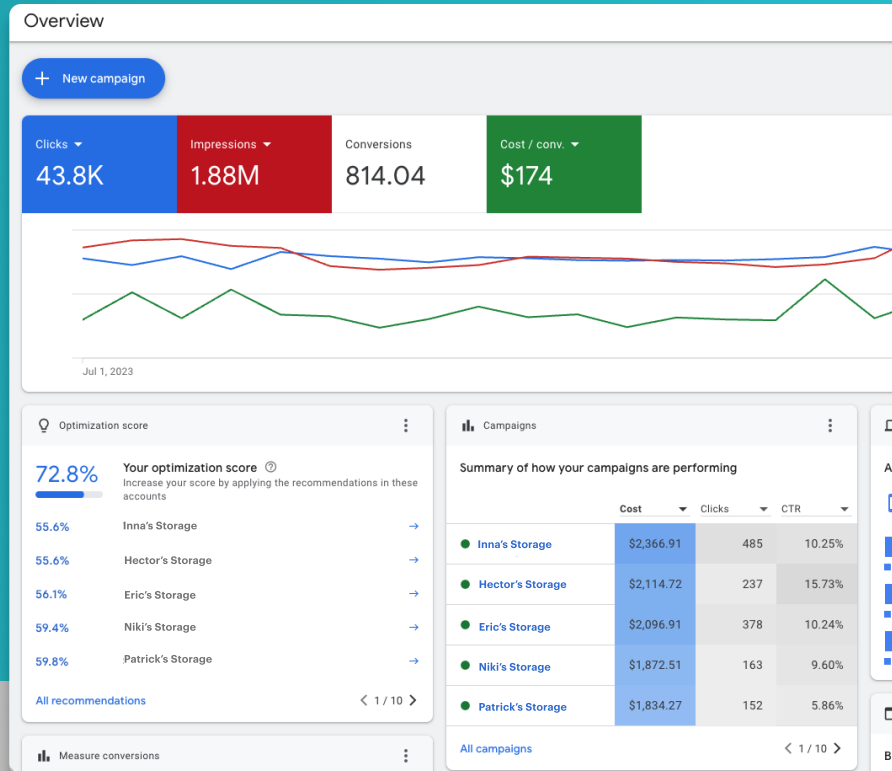 Overview
New campaign
Clicks
Impressions
Conversions
Cost / conv.
43.8K
1.88M
814.04
$174
Jul 1, 2023
Optimization score
72.8%
Your optimization score
Increase your score by applying the recommendations in these
accounts
55.6% Inna's Storage
55.6% Hector's Storage
56.1% Eric's Storage
59.4% Niki's Storage
59.8% Patrick's Storage
All recommendations
1 / 10
Campaigns
Summary of how your campaigns are performing
Cost Clicks CTR
Inna's Storage $2,366.91 485 10.25%
Hector's Storage $2,114.72 237 15.73%
Eric's Storage $2,096.91 378 10.24%
Niki's Storage $1,872.51 163 9.60%
Patrick's Storage $1,834.27 152 5.86%
All campaigns
1 / 10
A
Measure conversions
B